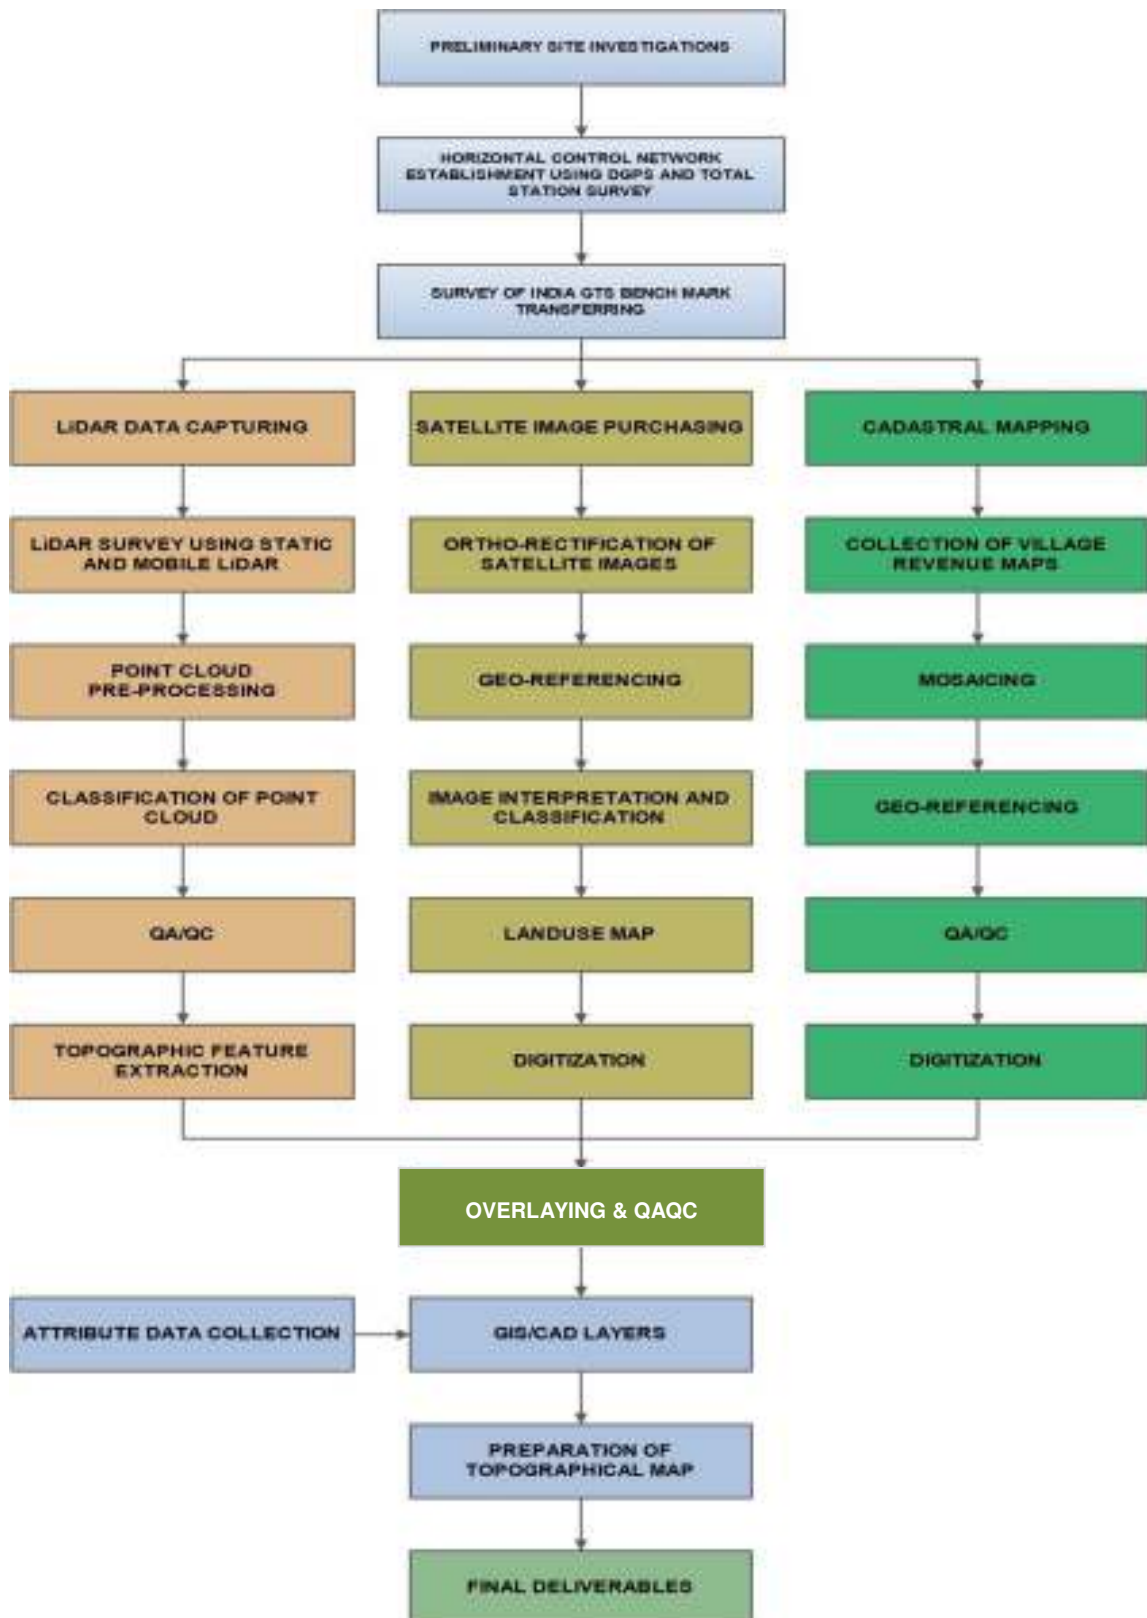 PRELIMINARY SITE INVESTIGATIONS
HORIZONTAL CONTROL NETWORK
ESTABLISHMENT USING DGPS AND TOTAL
STATION SURVEY
SURVEY OF INDIA GTS BENCH MARK
TRANSFERRING
LiDAR DATA CAPTURING
SATELLITE IMAGE PURCHASING
CADASTRAL MAPPING
LiDAR SURVEY USING STATIC
AND MOBILE LiDAR
ORTHO-RECTIFICATION OF
SATELLITE IMAGES
COLLECTION OF VILLAGE
REVENUE MAPS
POINT CLOUD
PRE-PROCESSING
GEO-REFERENCING
MOSAICING
CLASSIFICATION OF POINT
CLOUD
IMAGE INTERPRETATION AND
CLASSIFICATION
GEO-REFERENCING
QA/QC
LANDUSE MAP
QA/QC
TOPOGRAPHIC FEATURE
EXTRACTION
DIGITIZATION
DIGITIZATION
OVERLAYING & QAQC
ATTRIBUTE DATA COLLECTION
GIS/CAD LAYERS
PREPARATION OF
TOPOGRAPHICAL MAP
FINAL DELIVERABLES